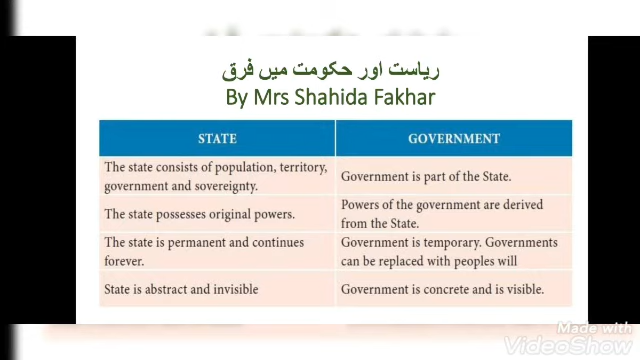 ریاست اور حکومت میں فرق
By Mrs Shahida Fakhar
STATE
GOVERNMENT
The state consists of population, territory,
government and sovereignty.
Government is part of the State.
The state possesses original powers.
Powers of the government are derived
from the State.
The state is permanent and continues
forever.
Government is temporary. Governments
can be replaced with peoples will
State is abstract and invisible
Government is concrete and is visible.
Made with
VideoShow